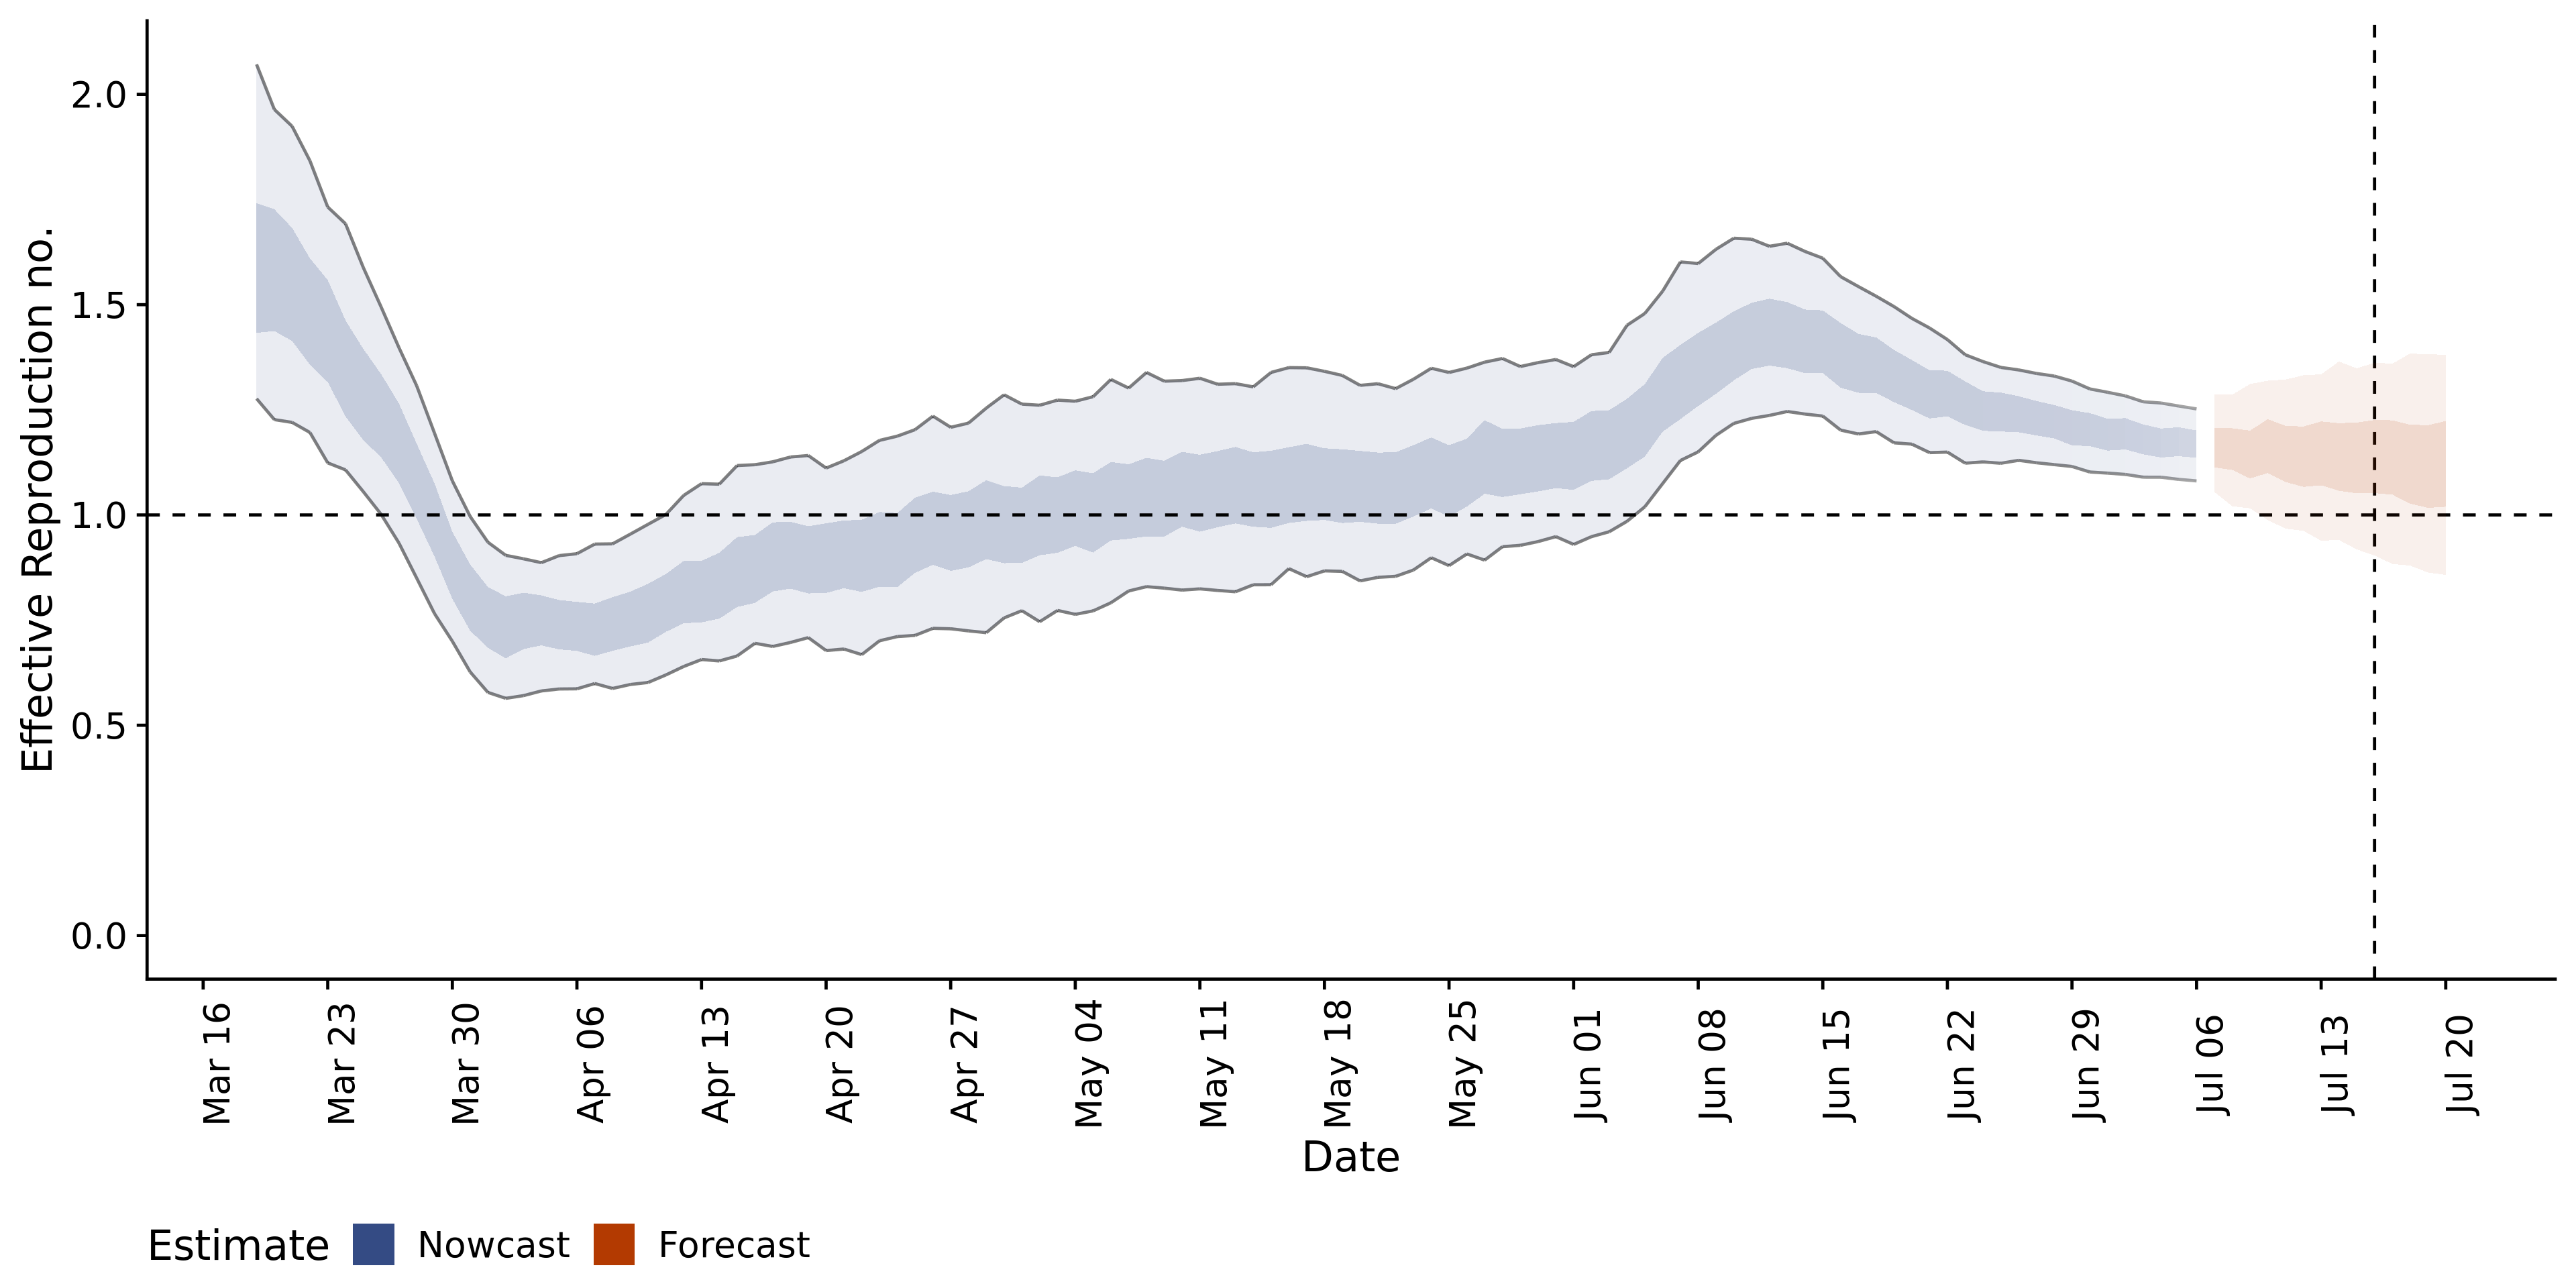 Effective Reproduction no.
2.0
1.5
1.0
0.5
0.0
Mar 16
Mar 23
Mar 30
Apr 06
Apr 13
Apr 20
Apr 27
May 04
May 11
May 18
May 25
Jun 01
Jun 08
Jun 15
Jun 22
Jun 29
Jul 06
Jul 13
Jul 20
Date
Estimate Nowcast Forecast